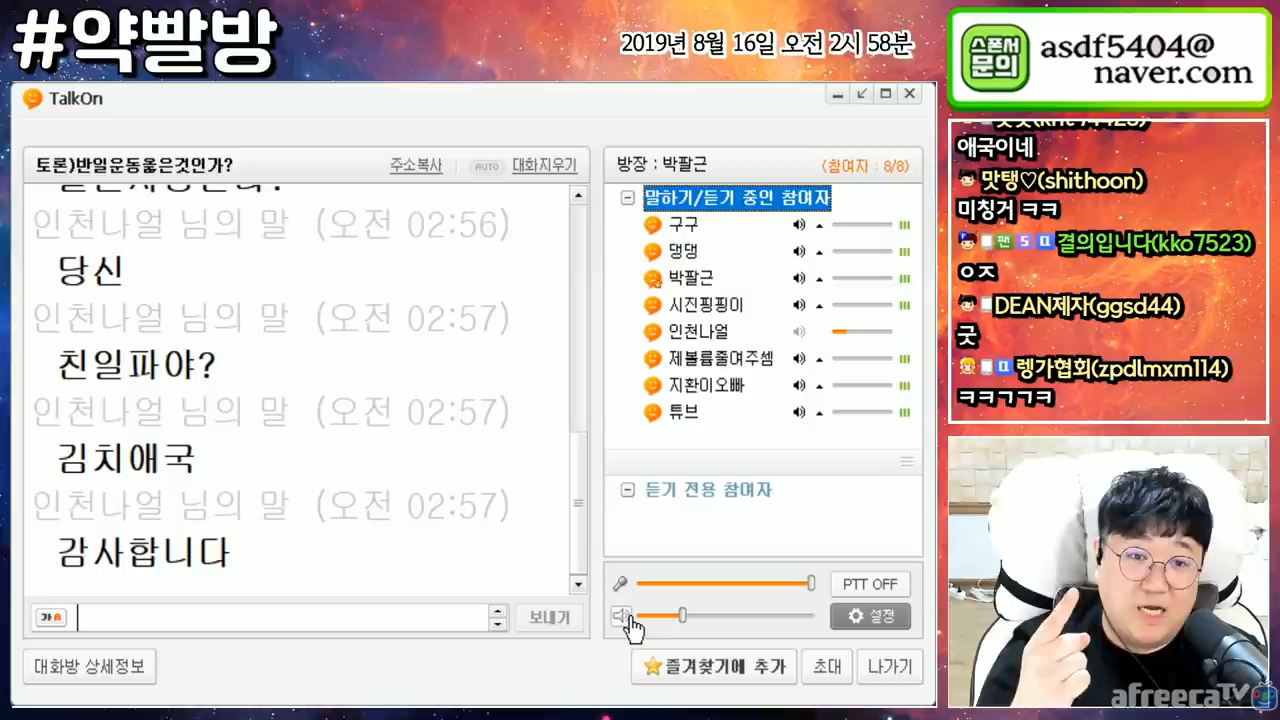 #약빨방
2019년 8월 16일 오전 2시 58분
스폰서
문의
asdf5404@
naver.com
TalkOn
토론)반일운동옳은것인가?
주소복사
AUTO
대화지우기
인천나얼 님의 말 (오전 02:56)
당신
인천나얼 님의 말 (오전 02:57)
친일파야?
인천나얼 님의 말 (오전 02:57)
김치애국
인천나얼 님의 말 (오전 02:57)
감사합니다
가
보내기
대화방 상세정보
방장 : 박팔근
(참여자 : 8/8)
말하기/듣기 중인 참여자
구구
댕댕
박팔근
시진핑핑이
인천나얼
제볼륨줄여주셈
지환이오빠
튜브
듣기 전용 참여자
PTT OFF
설정
즐겨찾기에 추가
초대
나가기
애국이네
맛탱♡(shithoon)
미칭거 ㅋㅋ
팬 S 결의입니다(kko7523)
ㅇㅈ
DEAN제자(ggsd44)
굿
렝가협회(zpdlmxm114)
ㅋㅋㄱㄱㅋ
afreecaTV